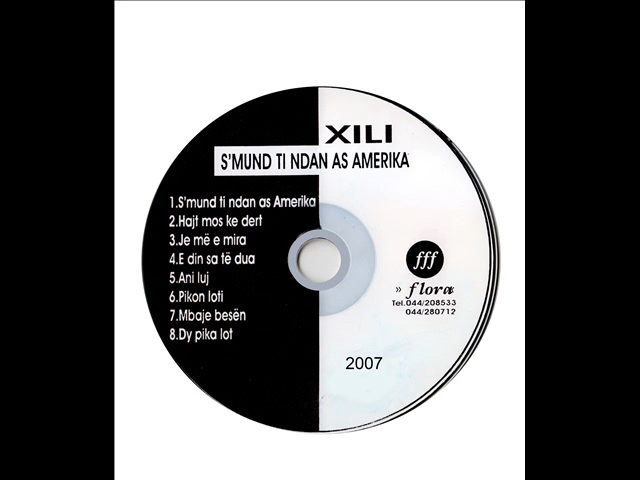 XILI
S'MUND TI NDAN AS AMERIKA
1.S'mund ti ndan as Amerika
2.Hajt mos ke dert
3.Je më e mira
4.E din sa të dua
5.Ani luj
6.Pikon loti
7.Mbaje besën
8.Dy pika lot
fff
» flora
Tel.044/208533
044/280712
2007